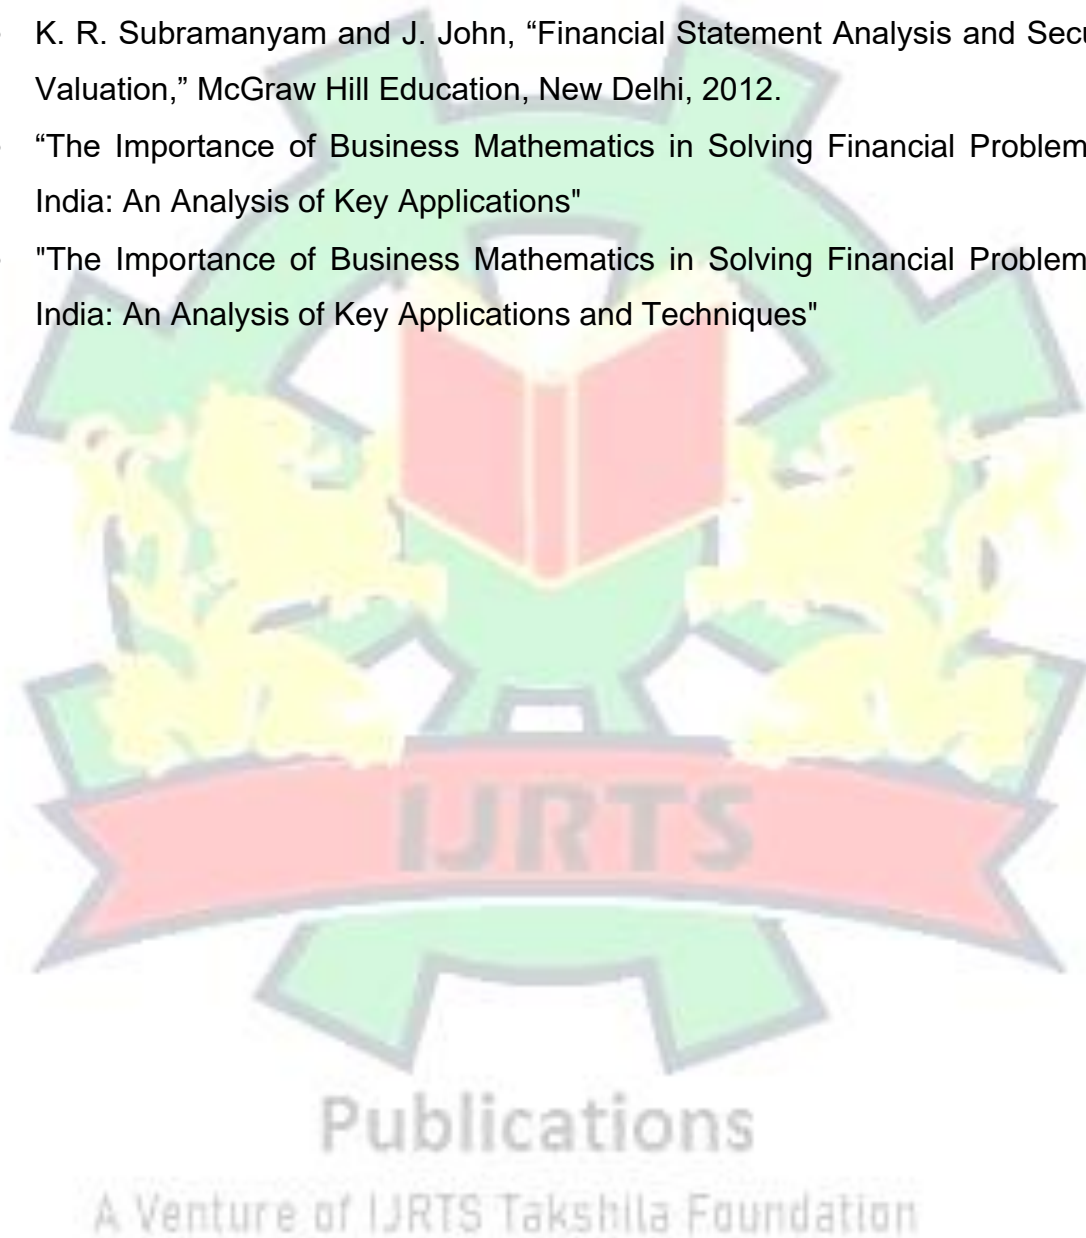 K. R. Subramanyam and J. John, “Financial Statement Analysis and Secu
Valuation,” McGraw Hill Education, New Delhi, 2012.
“The Importance of Business Mathematics in Solving Financial Problem
India: An Analysis of Key Applications"
"The Importance of Business Mathematics in Solving Financial Problem
India: An Analysis of Key Applications and Techniques"
IJRTS
Publications
A Venture of IJRTS Takshila Foundation